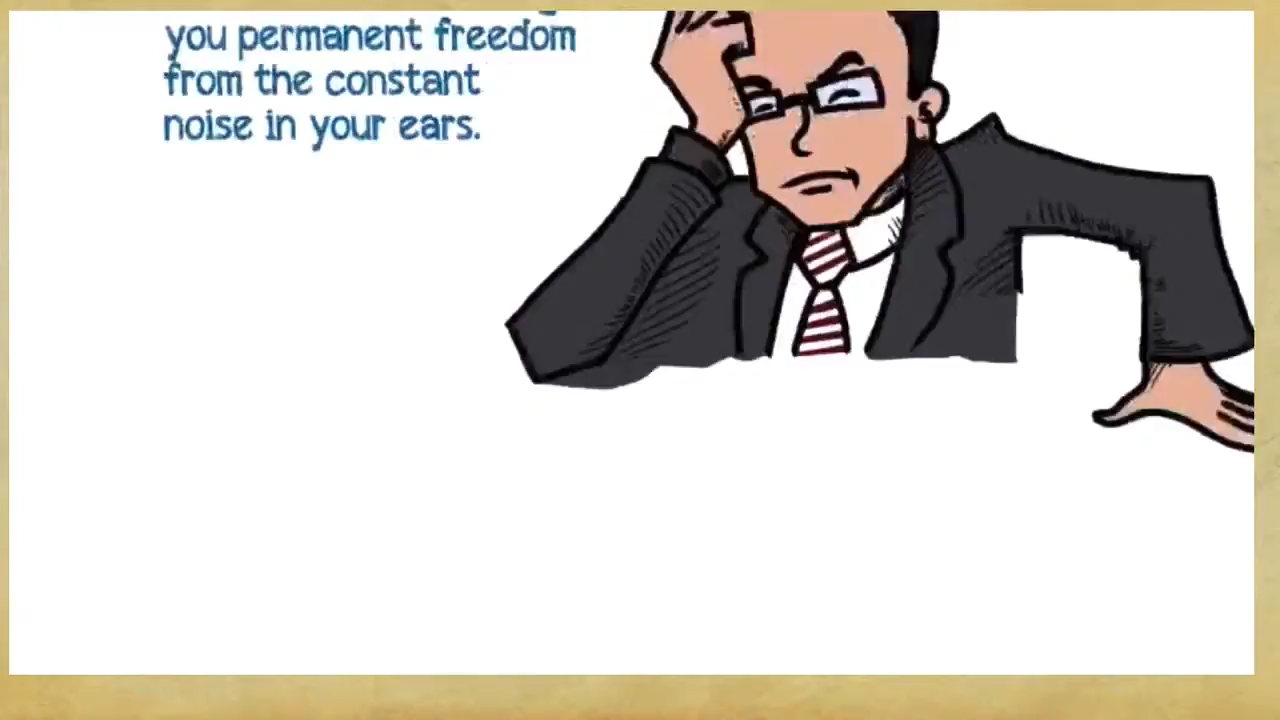 you permanent freedom
from the constant
noise in your ears.